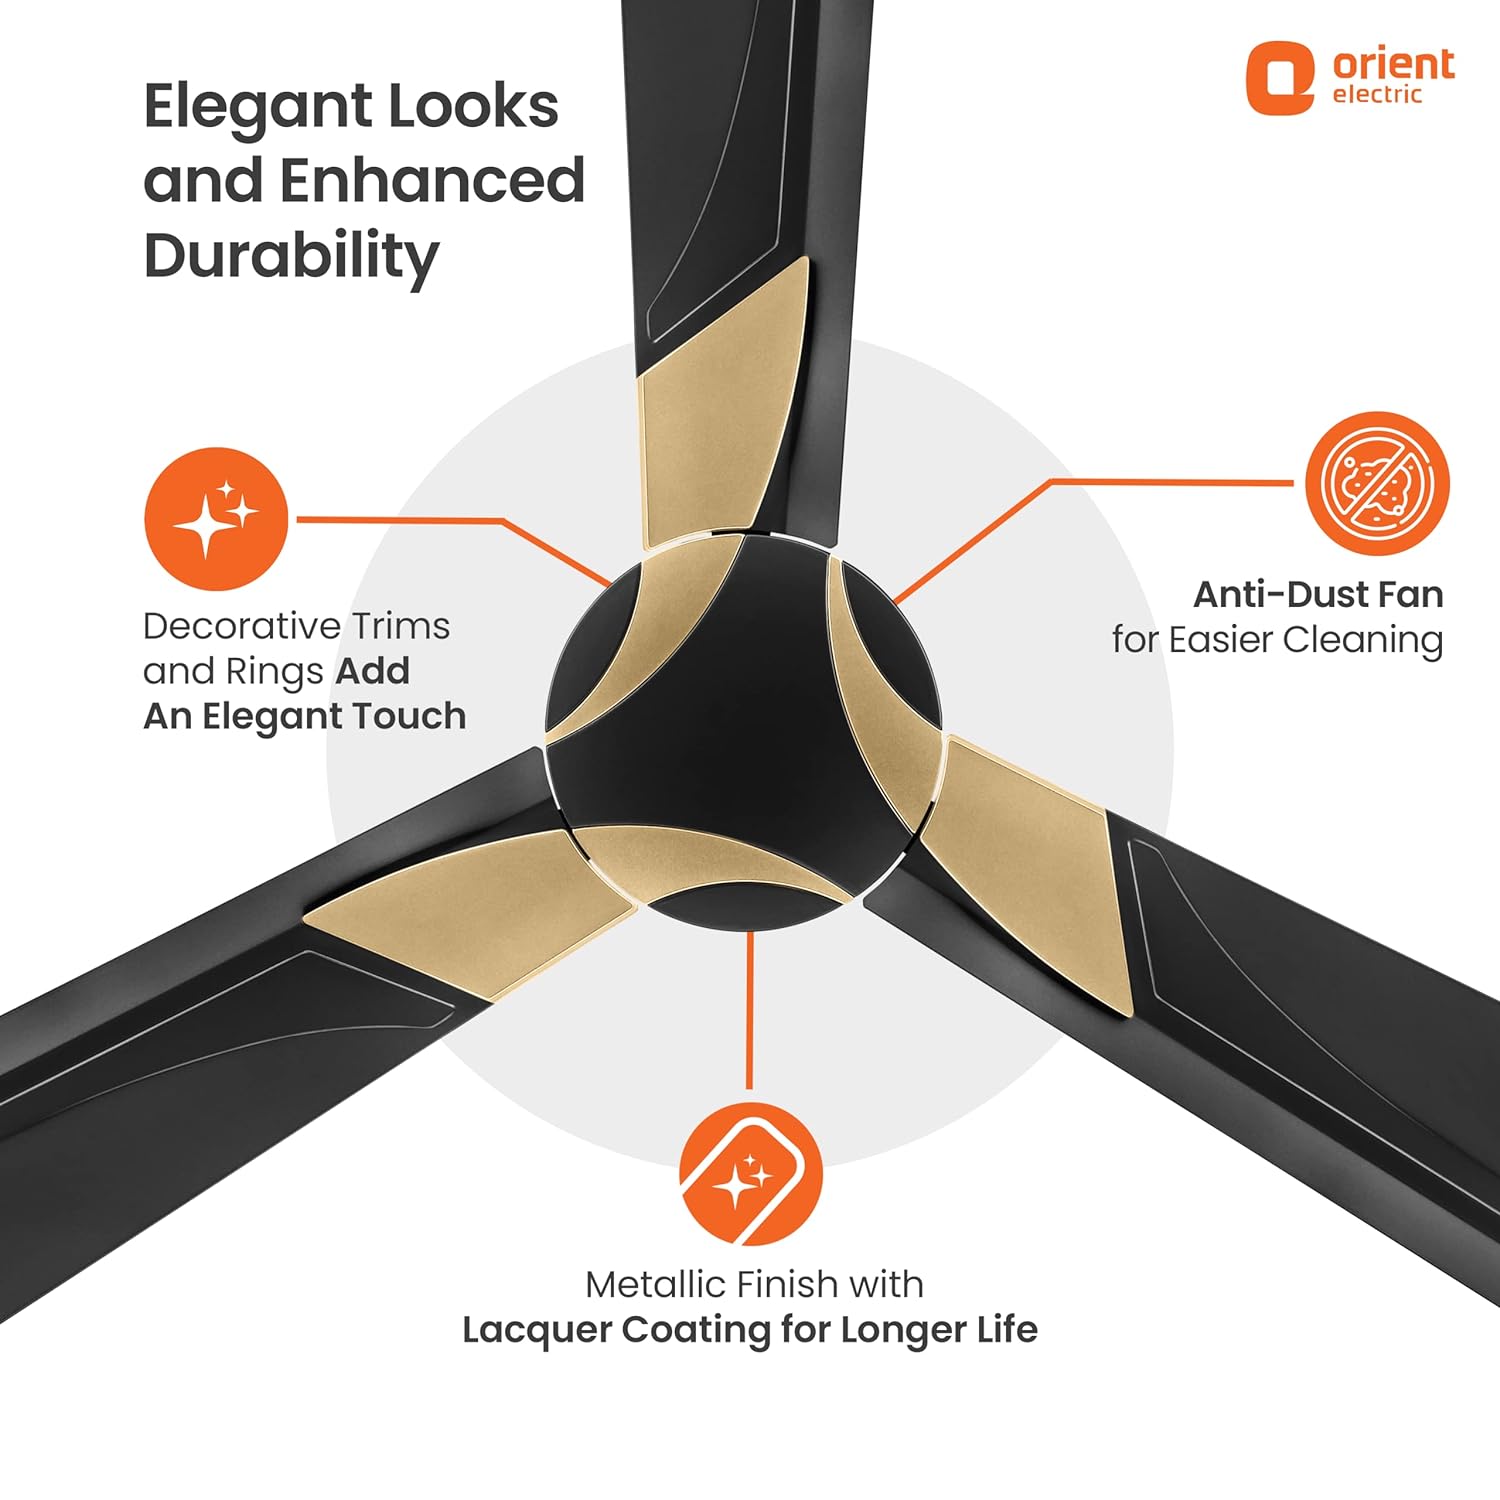 Elegant Looks
and Enhanced
Durability
orient
electric
Decorative Trims
and Rings Add
An Elegant Touch
Anti-Dust Fan
for Easier Cleaning
Metallic Finish with
Lacquer Coating for Longer Life